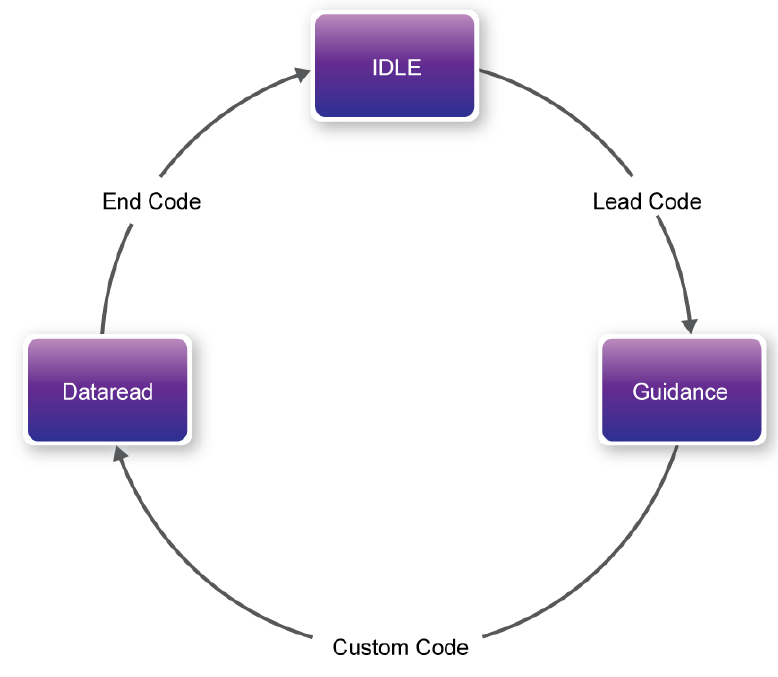 IDLE
End Code
Lead Code
Dataread
Guidance
Custom Code